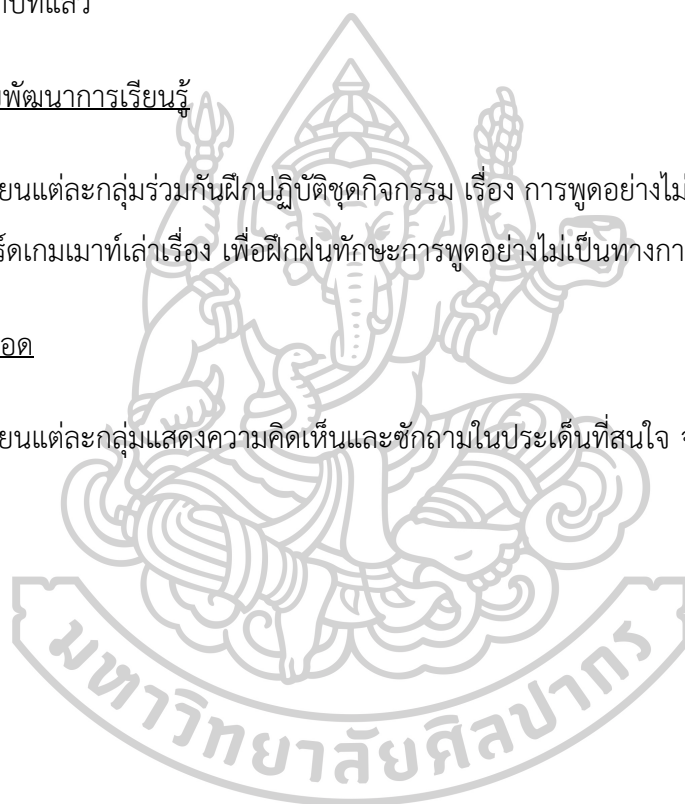 ยพัฒนาการเรียนรู้
ยนแต่ละกลุ่มร่วมกันฝึกปฏิบัติชุดกิจกรรม เรื่อง การพูดอย่างไม่
ร์ดเกมเมาท์เล่าเรื่อง เพื่อฝึกฝนทักษะการพูดอย่างไม่เป็นทางกา
อด
ยนแต่ละกลุ่มแสดงความคิดเห็นและซักถามในประเด็นที่สนใจ จ
มหาวิทยาลัยศิลปากร